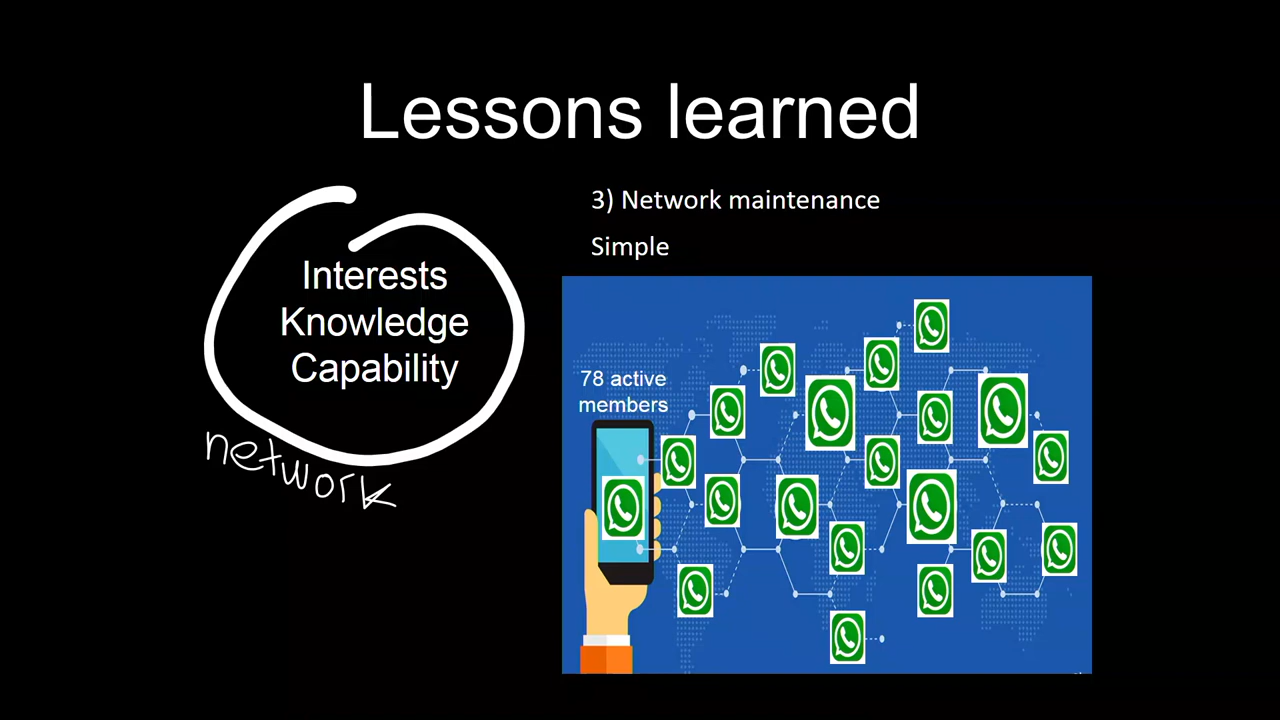 Lessons learned
Interests
Knowledge
Capability
network
3) Network maintenance
Simple
78 active
members